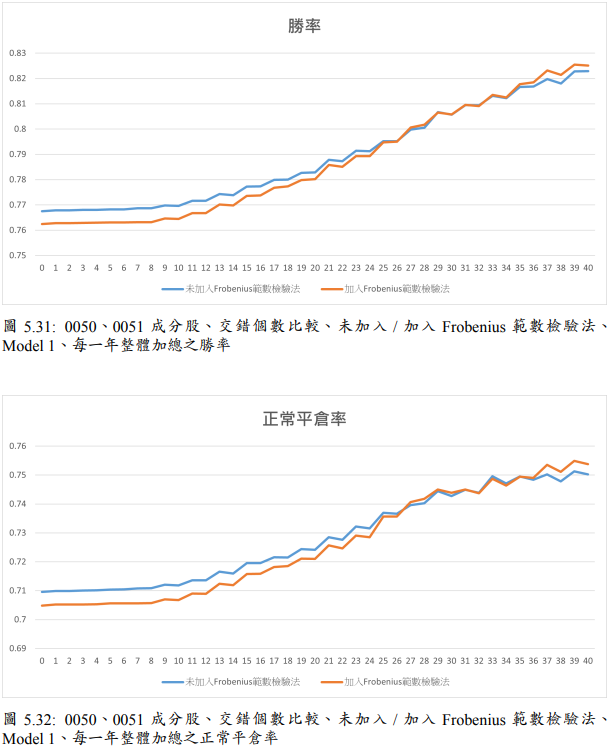 勝率
0.83
0.82
0.81
0.8
0.79
0.78
0.77
0.76
0.75
0 1 2 3 4 5 6 7 8 9 10 11 12 13 14 15 16 17 18 19 20 21 22 23 24 25 26 27 28 29 30 31 32 33 34 35 36 37 38 39 40
未加入Frobenius範數檢驗法 加入Frobenius範數檢驗法
圖 5.31: 0050、0051 成分股、交錯個數比較、未加入 / 加入 Frobenius 範數檢驗法、
Model 1、每一年整體加總之勝率
正常平倉率
0.76
0.75
0.74
0.73
0.72
0.71
0.7
0.69
0 1 2 3 4 5 6 7 8 9 10 11 12 13 14 15 16 17 18 19 20 21 22 23 24 25 26 27 28 29 30 31 32 33 34 35 36 37 38 39 40
未加入Frobenius範數檢驗法 加入Frobenius範數檢驗法
圖 5.32: 0050、0051 成分股、交錯個數比較、未加入 / 加入 Frobenius 範數檢驗法、
Model 1、每一年整體加總之正常平倉率